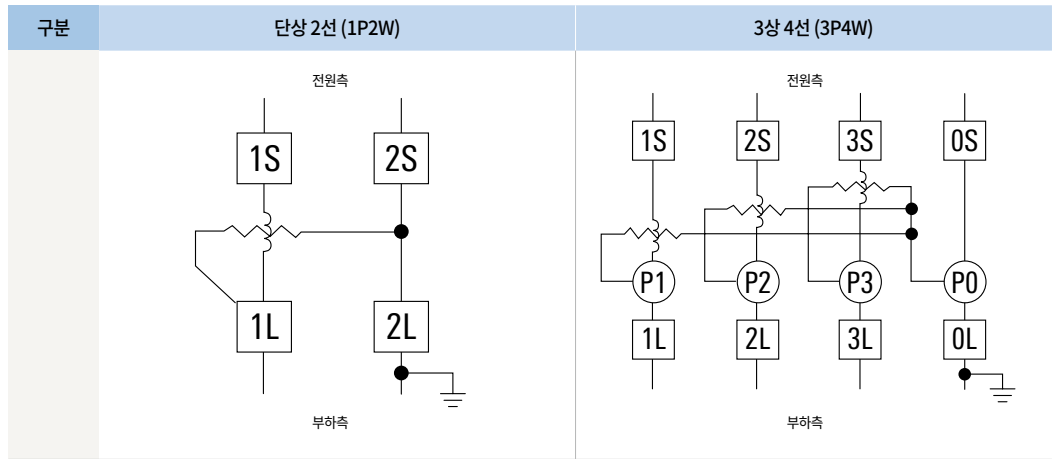 구분
단상 2선 (1P2W)
3상 4선 (3P4W)
전원측
1S 2S
1L 2L
부하측
전원측
1S 2S 3S 0S
P1 P2 P3 P0
1L 2L 3L 0L
부하측